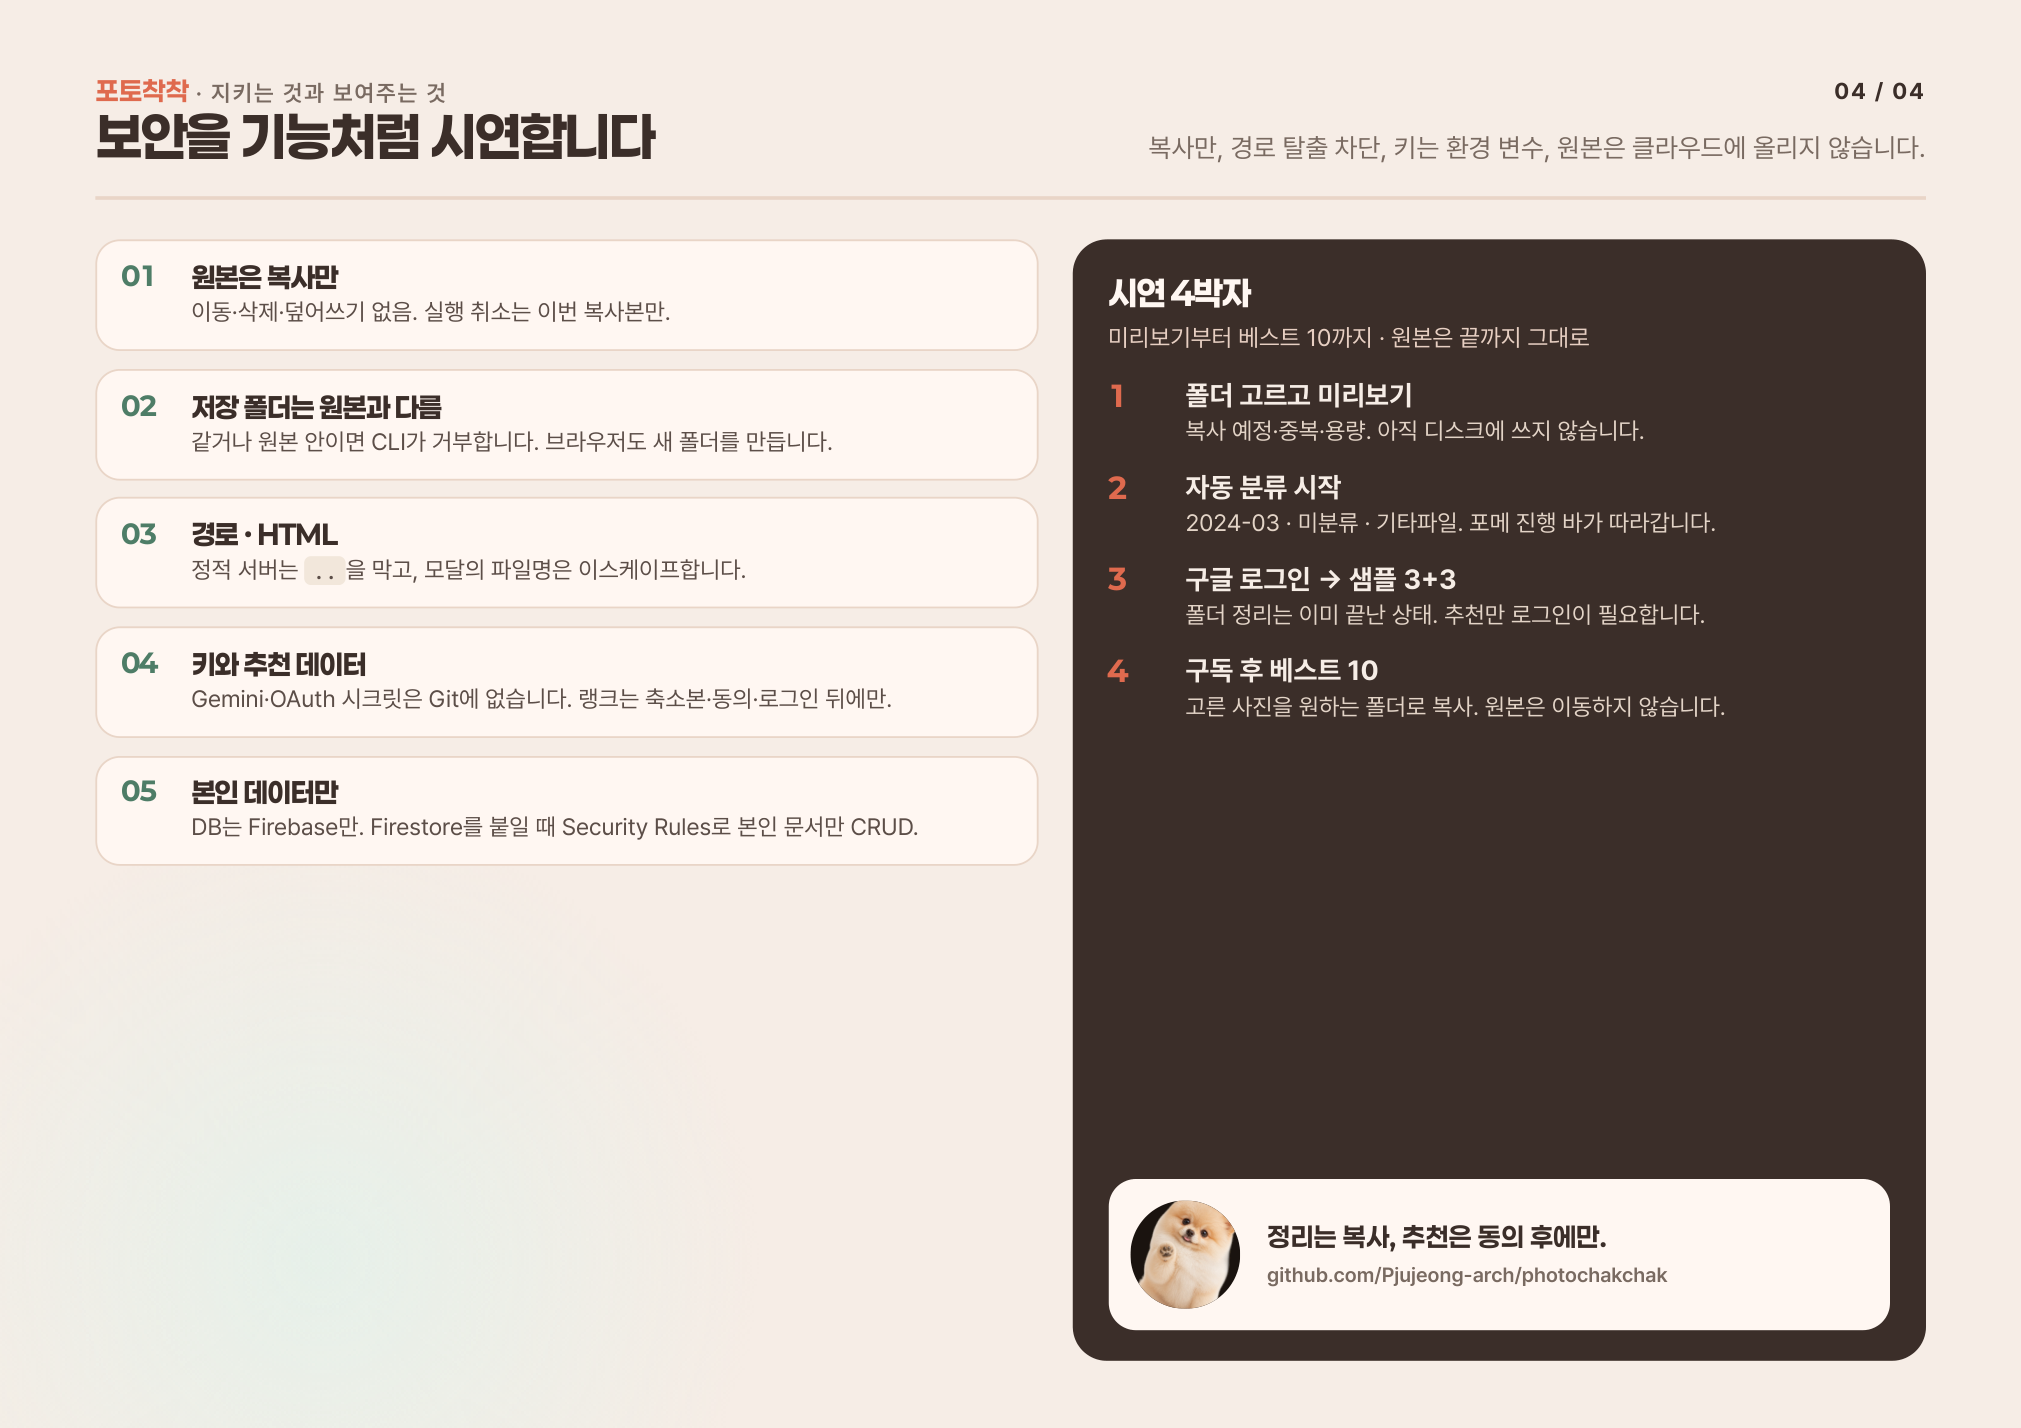 포토착착 · 지키는 것과 보여주는 것
04 / 04
보안을 기능처럼 시연합니다
복사만, 경로 탈출 차단, 키는 환경 변수, 원본은 클라우드에 올리지 않습니다.
01 원본은 복사만
이동·삭제·덮어쓰기 없음. 실행 취소는 이번 복사본만.
02 저장 폴더는 원본과 다름
같거나 원본 안이면 CLI가 거부합니다. 브라우저도 새 폴더를 만듭니다.
03 경로 · HTML
정적 서버는 .. 을 막고, 모달의 파일명은 이스케이프합니다.
04 키와 추천 데이터
Gemini·OAuth 시크릿은 Git에 없습니다. 랭크는 축소본·동의·로그인 뒤에만.
05 본인 데이터만
DB는 Firebase만. Firestore를 붙일 때 Security Rules로 본인 문서만 CRUD.
시연 4박자
미리보기부터 베스트 10까지 · 원본은 끝까지 그대로
1 폴더 고르고 미리보기
복사 예정·중복·용량. 아직 디스크에 쓰지 않습니다.
2 자동 분류 시작
2024-03 · 미분류 · 기타파일. 포메 진행 바가 따라갑니다.
3 구글 로그인 → 샘플 3+3
폴더 정리는 이미 끝난 상태. 추천만 로그인이 필요합니다.
4 구독 후 베스트 10
고른 사진을 원하는 폴더로 복사. 원본은 이동하지 않습니다.
정리는 복사, 추천은 동의 후에만.
github.com/Pjujeong-arch/photochakchak